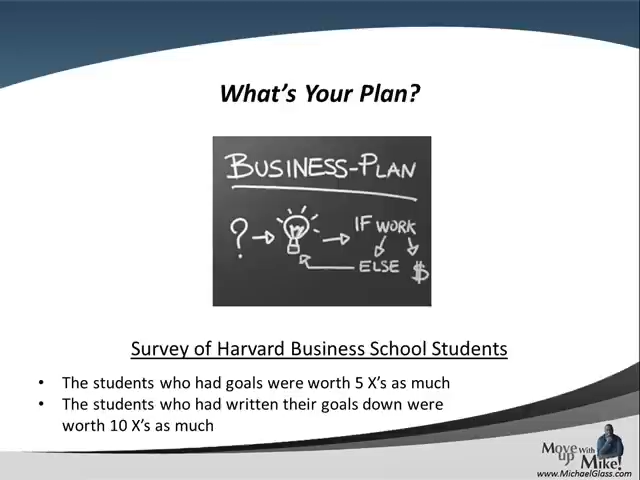 What's Your Plan?
BUSINESS-PLAN
? IF WORK
ELSE $
Survey of Harvard Business School Students
• The students who had goals were worth 5 X's as much
• The students who had written their goals down were
worth 10 X's as much
Move up With Mike!
www.MichaelGlass.com